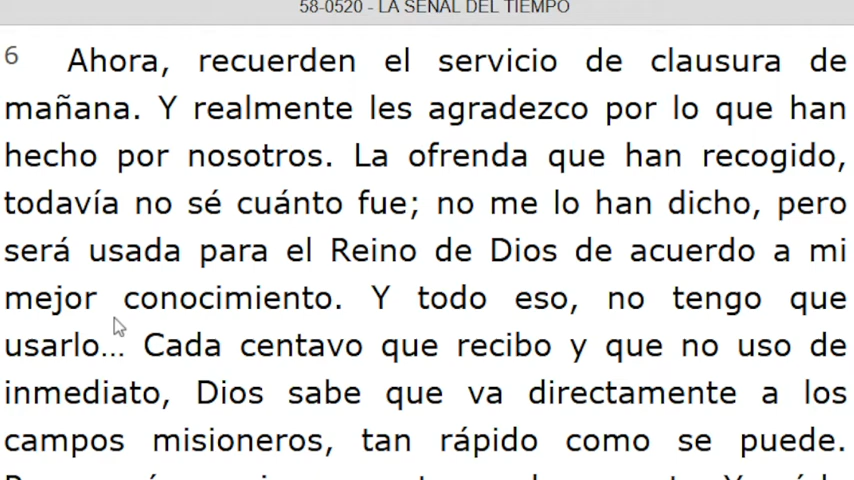 58-0520 - LA SEÑAL DEL TIEMPO
6 Ahora, recuerden el servicio de clausura de
mañana. Y realmente les agradezco por lo que han
hecho por nosotros. La ofrenda que han recogido,
todavía no sé cuánto fue; no me lo han dicho, pero
será usada para el Reino de Dios de acuerdo a mi
mejor conocimiento. Y todo eso, no tengo que
usarlo... Cada centavo que recibo y que no uso de
inmediato, Dios sabe que va directamente a los
campos misioneros, tan rápido como se puede.